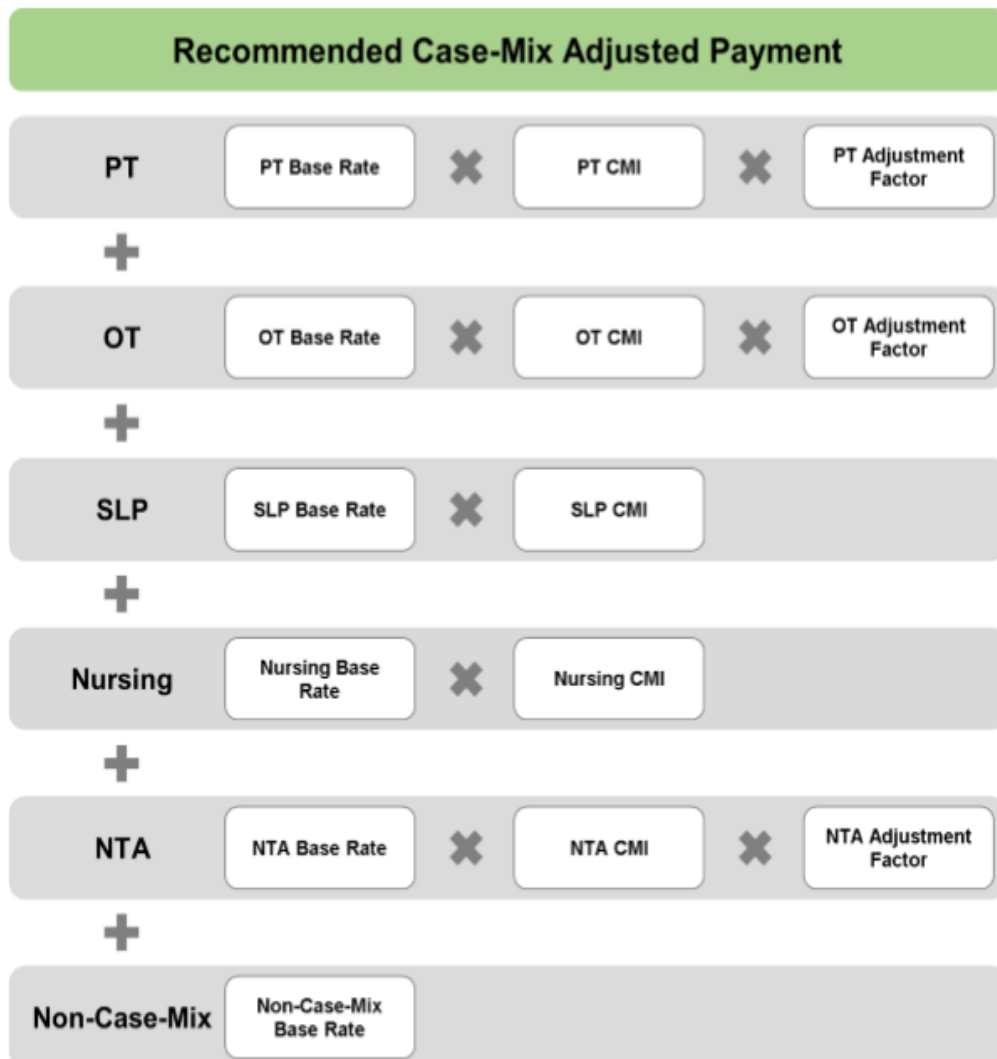 Recommended Case-Mix Adjusted Payment
PT
PT Base Rate
PT CMI
PT Adjustment
Factor
OT
OT Base Rate
OT CMI
OT Adjustment
Factor
SLP
SLP Base Rate
SLP CMI
Nursing
Nursing Base
Rate
Nursing CMI
NTA
NTA Base Rate
NTA CMI
NTA Adjustment
Factor
Non-Case-Mix
Non-Case-Mix
Base Rate